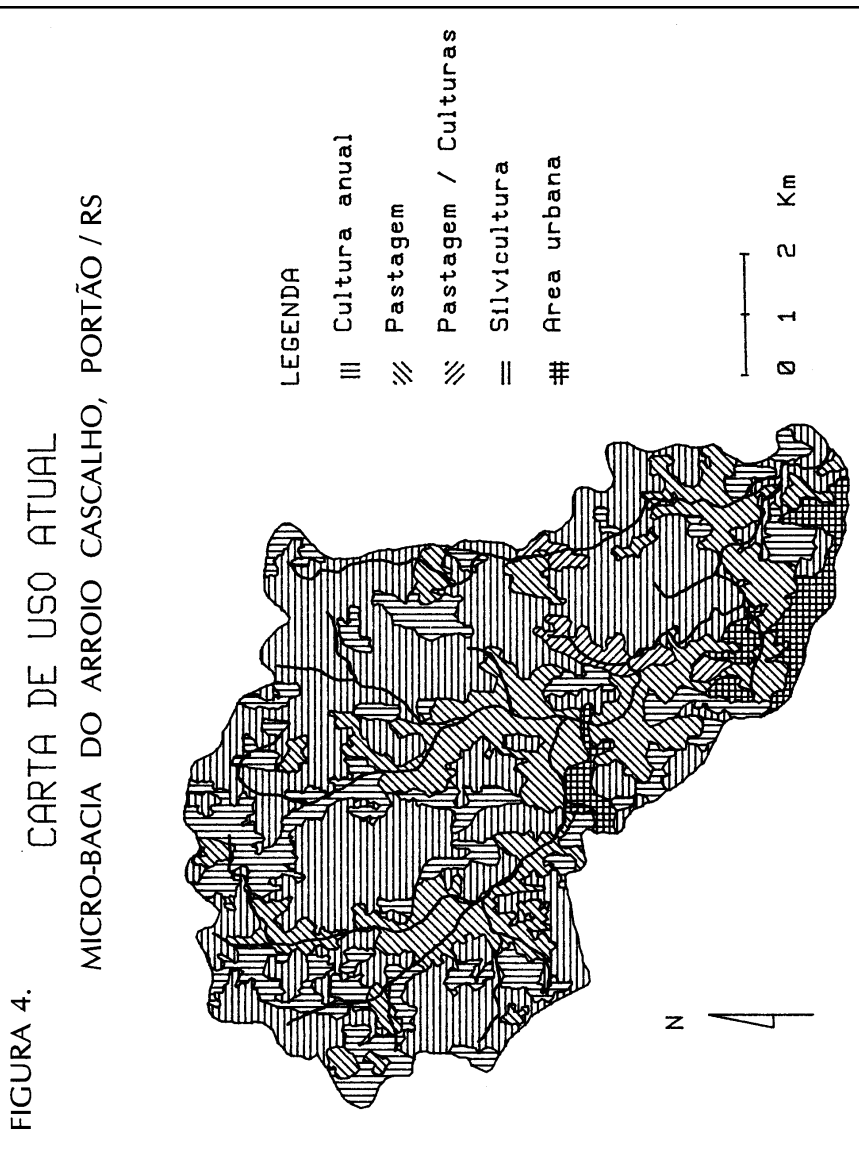 FIGURA 4.
CARTA DE USO ATUAL
MICRO-BACIA DO ARROIO CASCALHO, PORTÃO / RS
LEGENDA
Cultura anual
Pastagem
Pastagem / Culturas
Silvicultura
Area urbana
0 1 2 Km
N